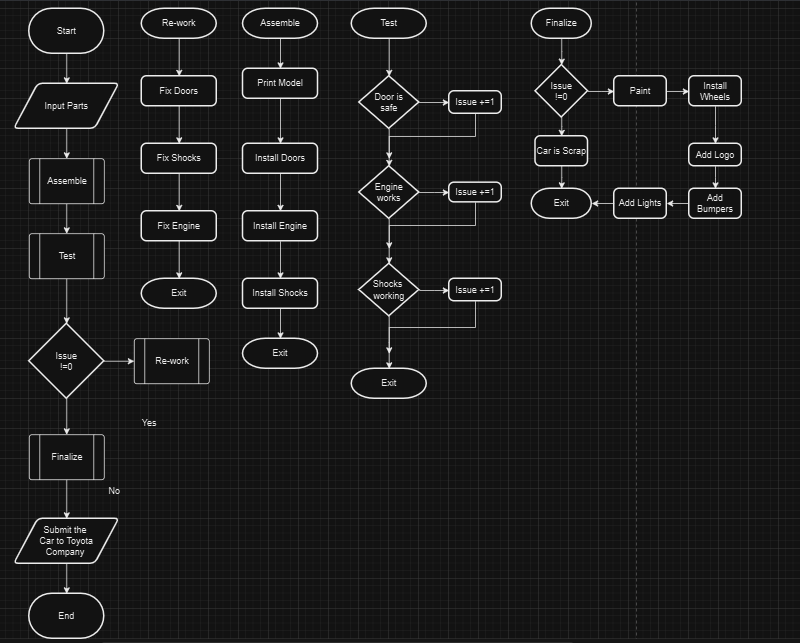 Start
Input Parts
Assemble
Test
Issue
!=0
Re-work
Yes
Finalize
No
Submit the
Car to Toyota
Company
End
Re-work
Fix Doors
Fix Shocks
Fix Engine
Exit
Assemble
Print Model
Install Doors
Install Engine
Install Shocks
Exit
Test
Door is
safe
Issue +=1
Engine
works
Issue +=1
Shocks
working
Issue +=1
Exit
Finalize
Issue
!=0
Paint
Install
Wheels
Car is Scrap
Add Logo
Exit
Add Lights
Add
Bumpers